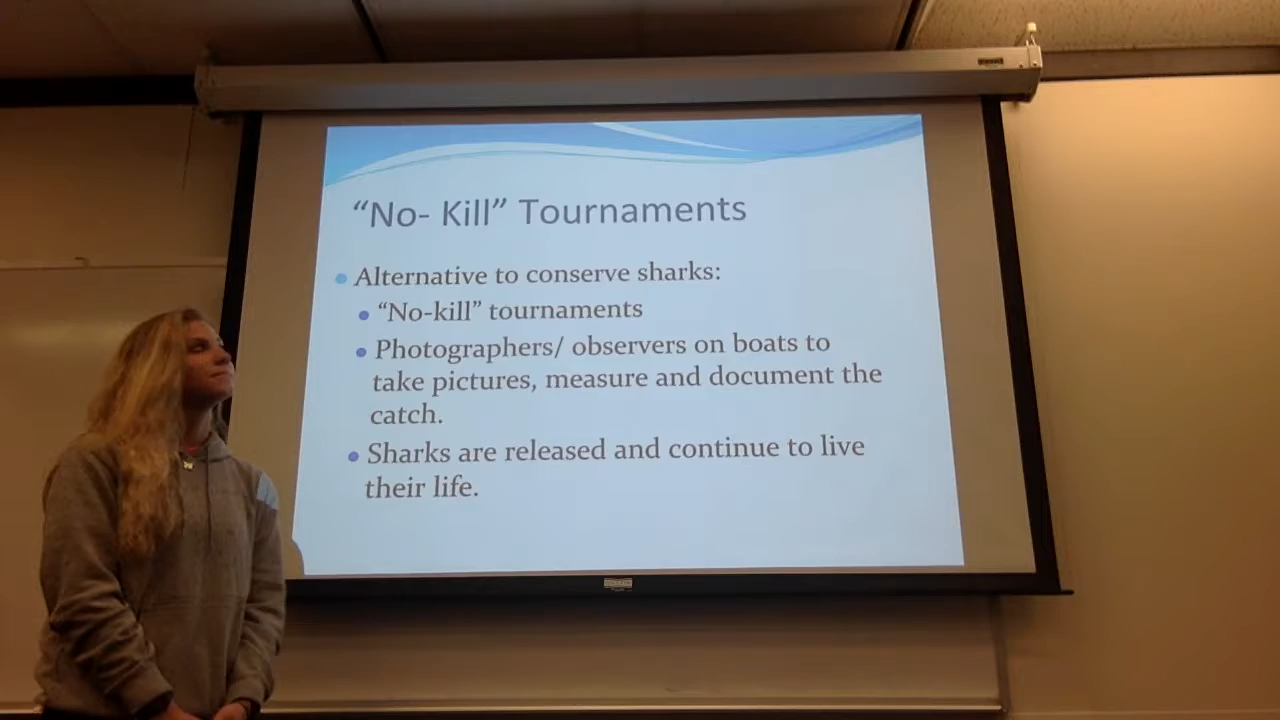 “No- Kill” Tournaments
Alternative to conserve sharks:
“No-kill” tournaments
Photographers/ observers on boats to
take pictures, measure and document the
catch.
Sharks are released and continue to live
their life.